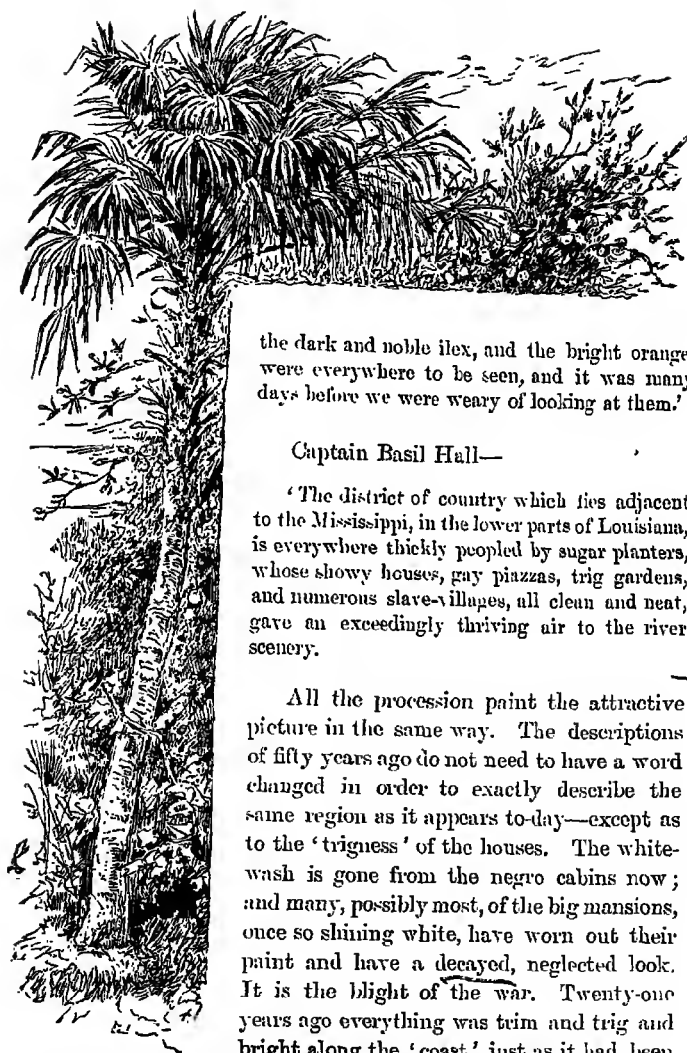 the dark and noble ilex, and the bright orange
were everywhere to be seen, and it was many
days before we were weary of looking at them.'
Captain Basil Hall—
'The district of country which lies adjacent
to the Mississippi, in the lower parts of Louisiana,
is everywhere thickly peopled by sugar planters,
whose showy houses, gay piazzas, trig gardens,
and numerous slave-villages, all clean and neat,
gave an exceedingly thriving air to the river
scenery.
All the procession paint the attractive
picture in the same way. The descriptions
of fifty years ago do not need to have a word
changed in order to exactly describe the
same region as it appears to-day—except as
to the 'trigness' of the houses. The white-
wash is gone from the negro cabins now;
and many, possibly most, of the big mansions,
once so shining white, have worn out their
paint and have a decayed, neglected look.
It is the blight of the war. Twenty-one
years ago everything was trim and trig and
bright along the 'coast,' just as it had been